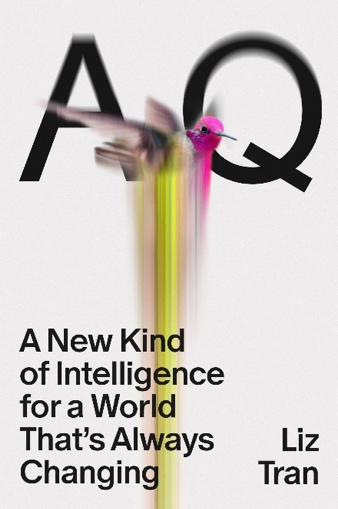 AQ
A New Kind
of Intelligence
for a World
That's Always
Changing
Liz
Tran